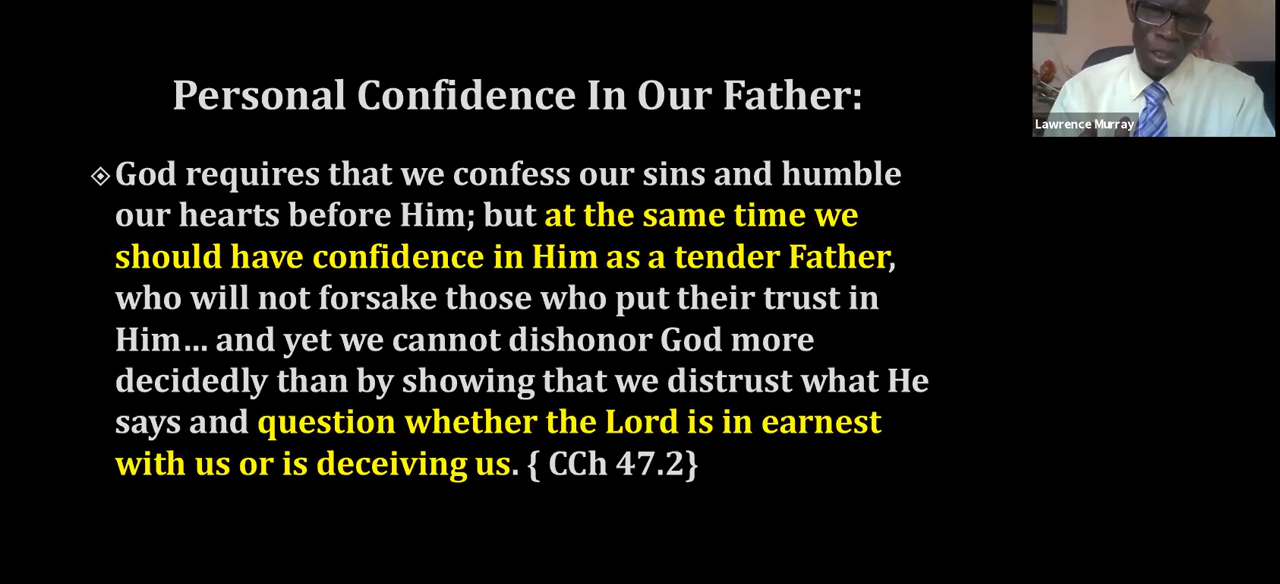 Personal Confidence In Our Father:
God requires that we confess our sins and humble
our hearts before Him; but at the same time we
should have confidence in Him as a tender Father,
who will not forsake those who put their trust in
Him... and yet we cannot dishonor God more
decidedly than by showing that we distrust what He
says and question whether the Lord is in earnest
with us or is deceiving us. { CCh 47.2}
Lawrence Murray